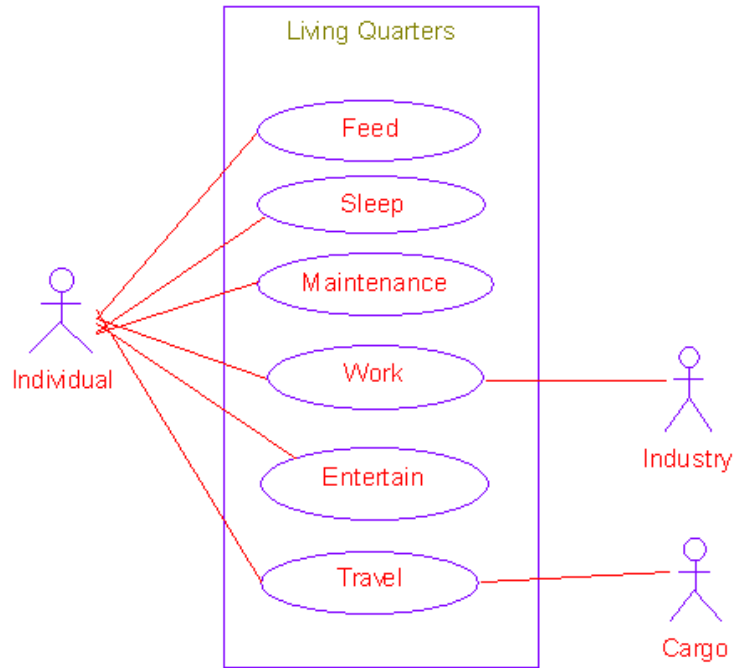 Living Quarters
Feed
Sleep
Maintenance
Individual
Work
Industry
Entertain
Travel
Cargo